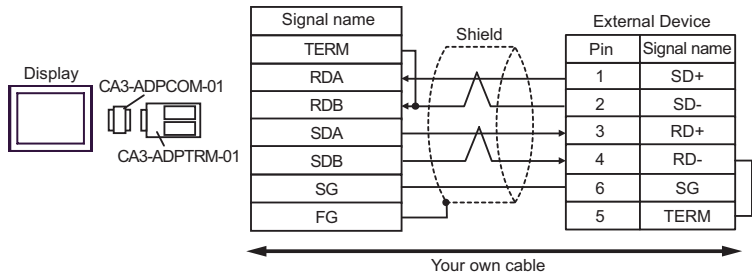 Display
CA3-ADPCOM-01
CA3-ADPTRM-01
Signal name
TERM
RDA
RDB
SDA
SDB
SG
FG
Shield
External Device
Pin Signal name
1 SD+
2 SD-
3 RD+
4 RD-
6 SG
5 TERM
Your own cable